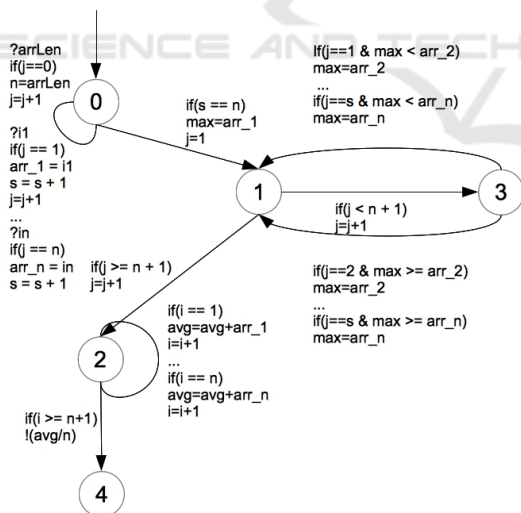 SCIENCE AND TECH
?arrLen
if(j==0)
n=arrLen
j=j+1
0
?i1
if(j == 1)
arr_1 = i1
s = s + 1
j=j+1
...
?in
if(j == n)
arr_n = in
s = s + 1
if(s == n)
max=arr_1
j=1
If(j==1 & max < arr_2)
max=arr_2
...
if(j==s & max < arr_n)
max=arr_n
1
3
if(j < n + 1)
j=j+1
if(j >= n + 1)
j=j+1
if(j==2 & max >= arr_2)
max=arr_2
...
if(j==s & max >= arr_n)
max=arr_n
2
if(i == 1)
avg=avg+arr_1
i=i+1
...
if(i == n)
avg=avg+arr_n
i=i+1
if(i >= n+1)
!(avg/n)
4